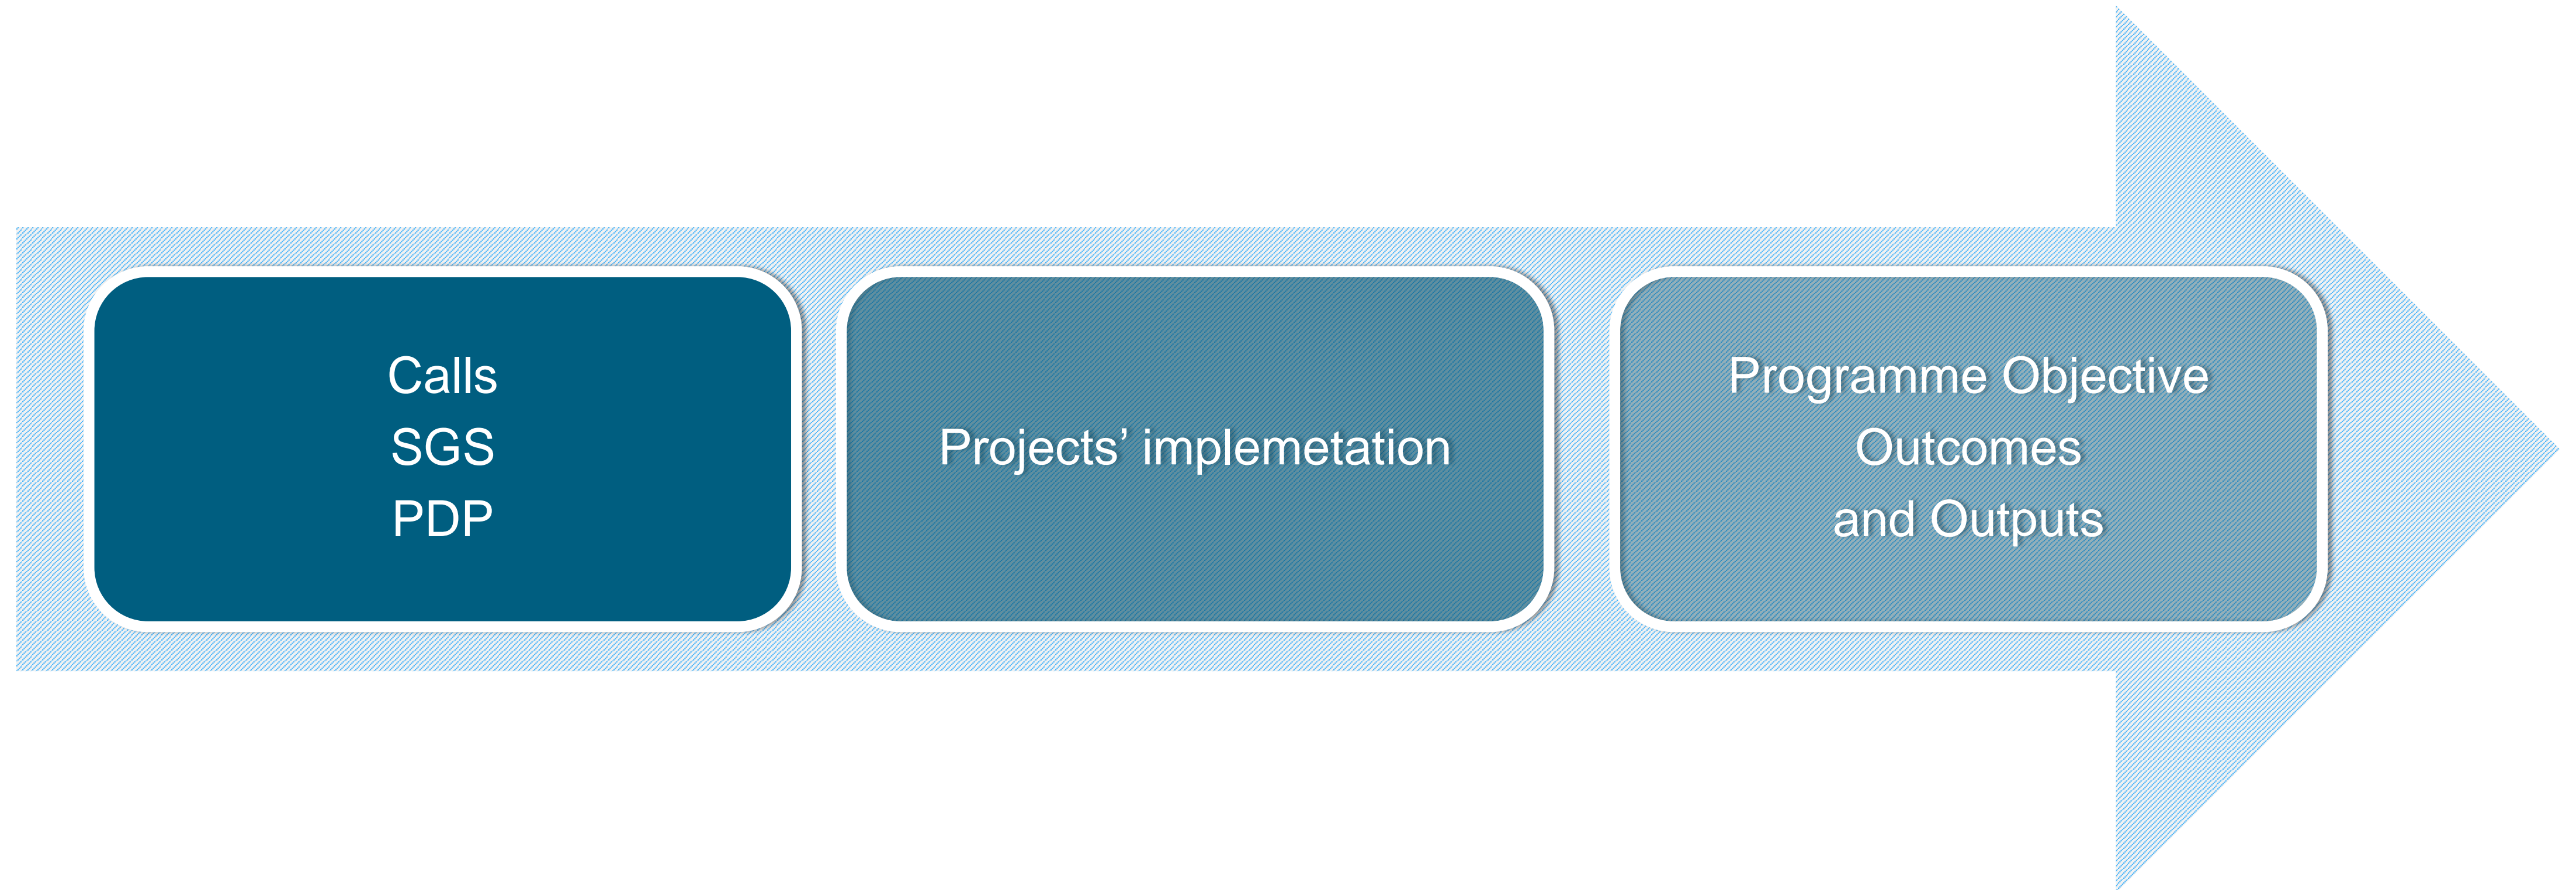 Calls
SGS
PDP
Projects’ implemetation
Programme Objective
Outcomes
and Outputs